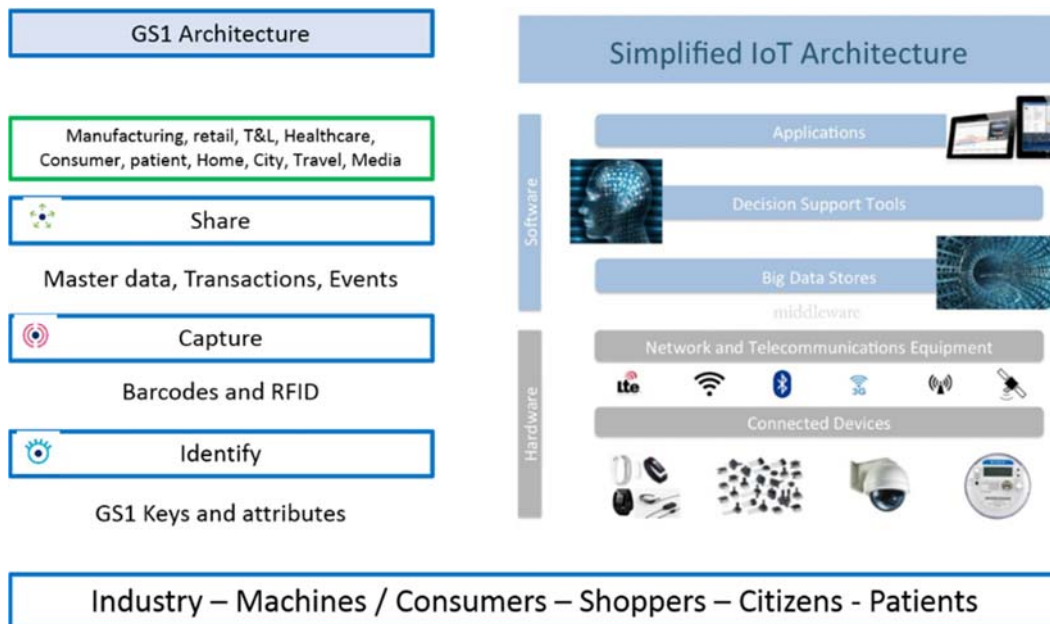 GS1 Architecture
Manufacturing, retail, T&L, Healthcare,
Consumer, patient, Home, City, Travel, Media
Share
Master data, Transactions, Events
Capture
Barcodes and RFID
Identify
GS1 Keys and attributes
Simplified IoT Architecture
Software
Applications
Decision Support Tools
Big Data Stores
middleware
Hardware
Network and Telecommunications Equipment
Lte
3G
Connected Devices
Industry – Machines / Consumers – Shoppers – Citizens - Patients